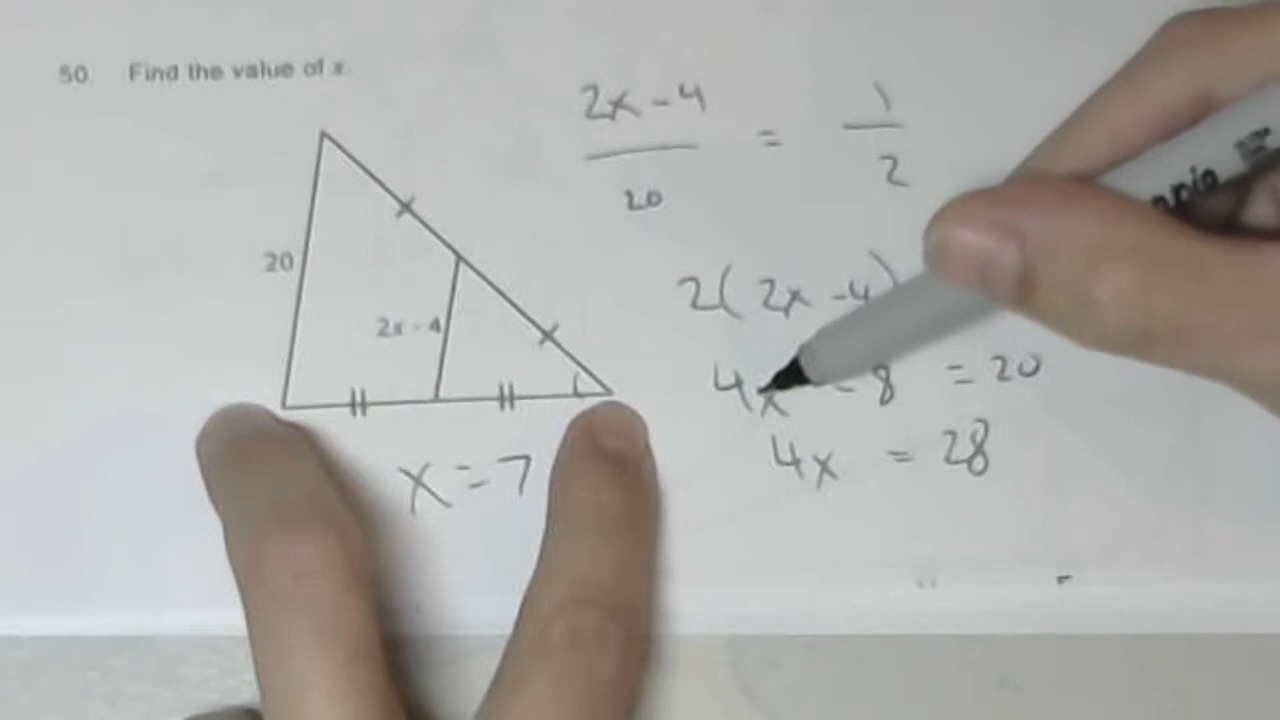 50. Find the value of x.
2x - 4 / 20 = 1 / 2
20
2x - 4
2(2x - 4)
4x - 8 = 20
4x = 28
x = 7